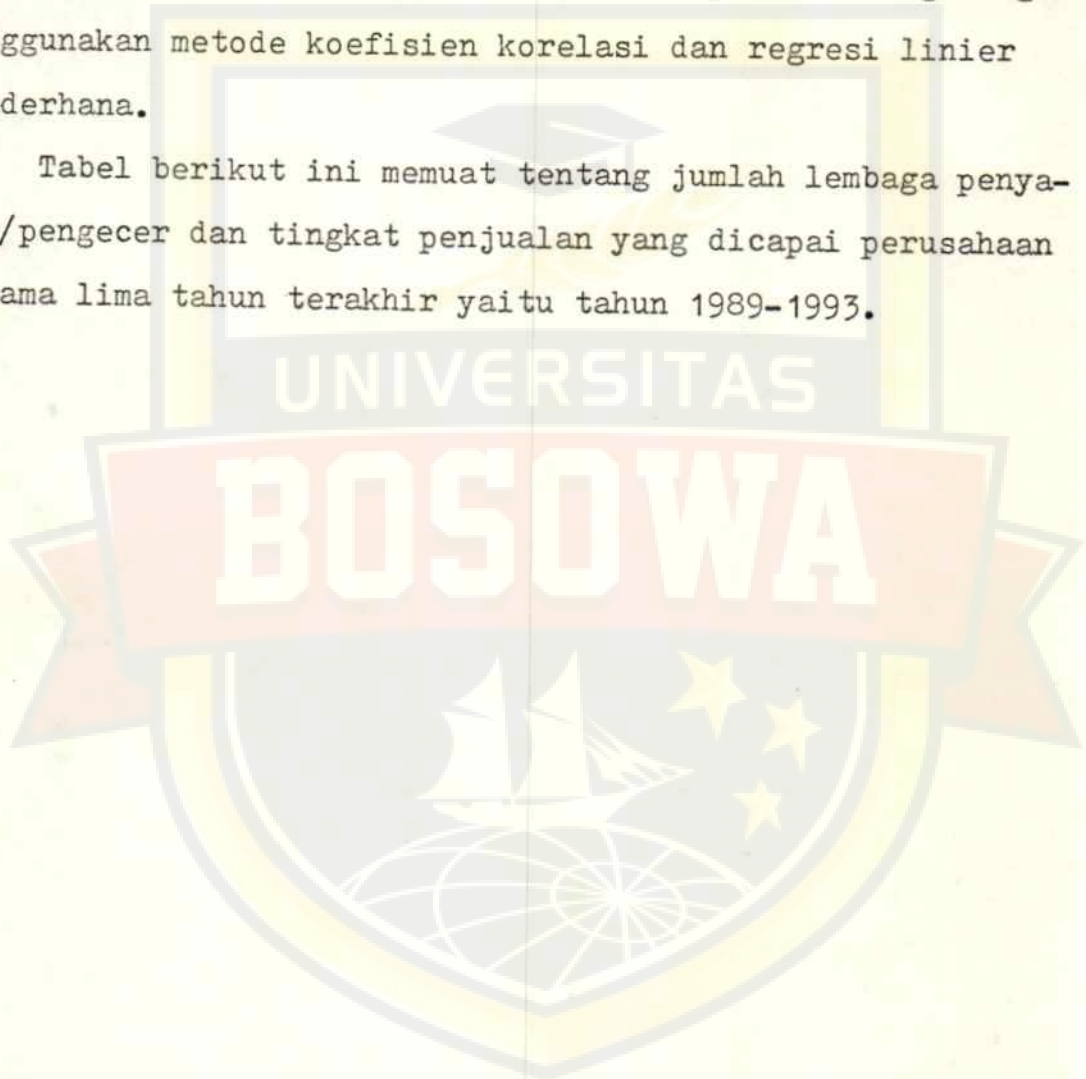 ggunakan metode koefisien korelasi dan regresi linier
derhana.
Tabel berikut ini memuat tentang jumlah lembaga penya-
/pengecer dan tingkat penjualan yang dicapai perusahaan
ama lima tahun terakhir yaitu tahun 1989-1993.
UNIVERSITAS
BOSOWA